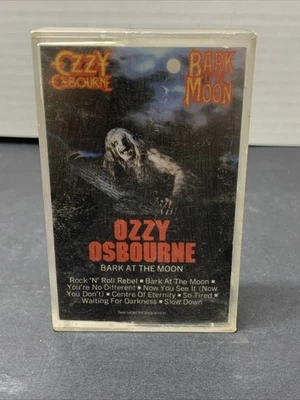 OZZY
OSBOURNE
BARK
AT THE
MOON
OZZY
OSBOURNE
BARK AT THE MOON
Rock 'N' Roll Rebel ■ Bark At The Moon ■
You're No Different ■ Now You See It (Now
You Don't) ■ Centre Of Eternity ■ So Tired ■
Waiting For Darkness ■ Slow Down